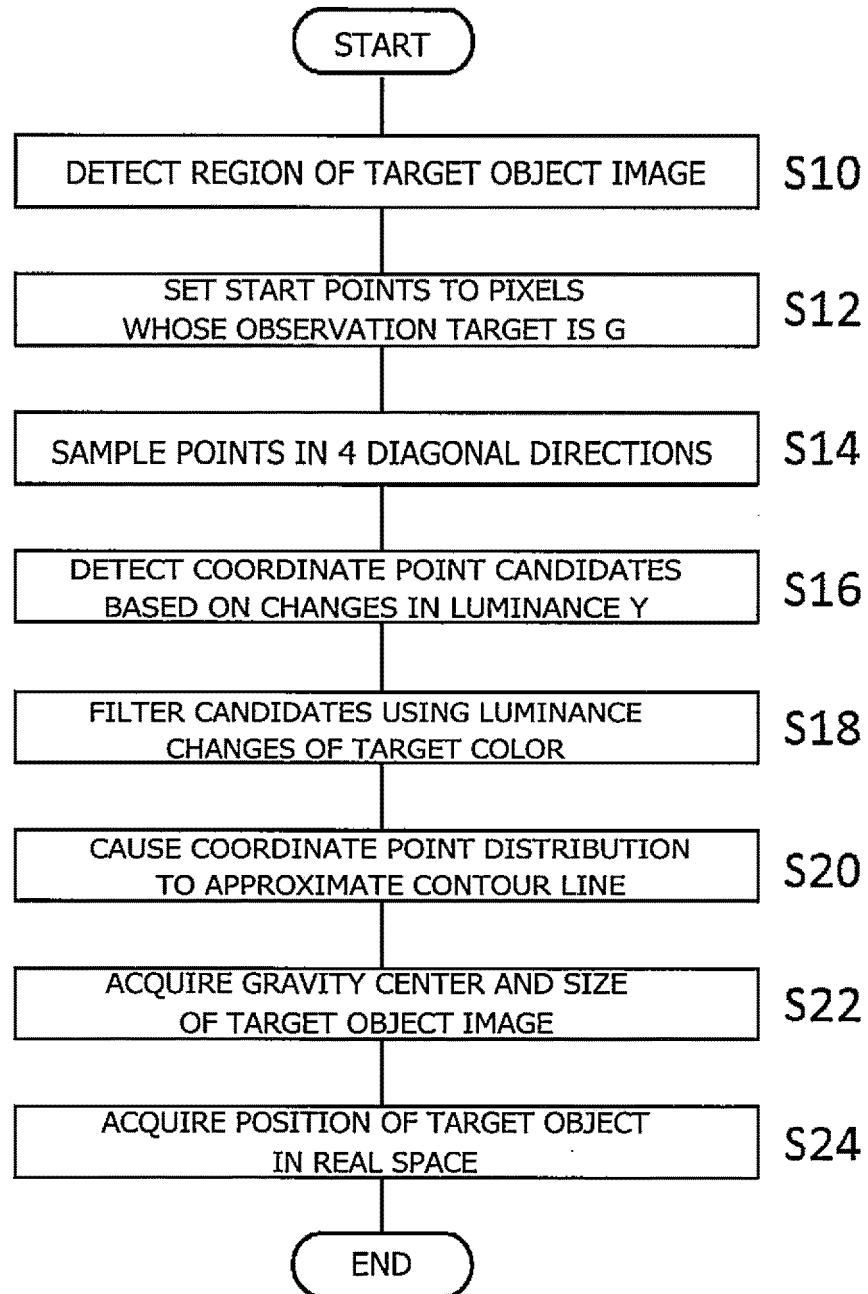 START
DETECT REGION OF TARGET OBJECT IMAGE
S10
SET START POINTS TO PIXELS
WHOSE OBSERVATION TARGET IS G
S12
SAMPLE POINTS IN 4 DIAGONAL DIRECTIONS
S14
DETECT COORDINATE POINT CANDIDATES
BASED ON CHANGES IN LUMINANCE Y
S16
FILTER CANDIDATES USING LUMINANCE
CHANGES OF TARGET COLOR
S18
CAUSE COORDINATE POINT DISTRIBUTION
TO APPROXIMATE CONTOUR LINE
S20
ACQUIRE GRAVITY CENTER AND SIZE
OF TARGET OBJECT IMAGE
S22
ACQUIRE POSITION OF TARGET OBJECT
IN REAL SPACE
S24
END